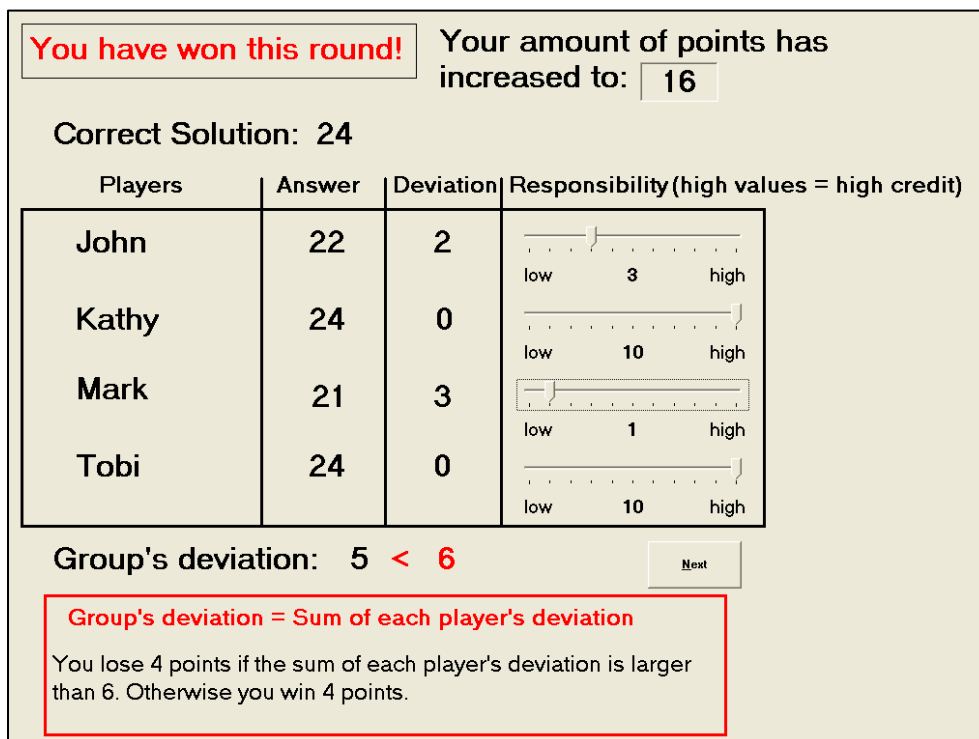 You have won this round!
Your amount of points has
increased to: 16
Correct Solution: 24
Players Answer Deviation Responsibility (high values = high credit)
John 22 2
low 3 high
Kathy 24 0
low 10 high
Mark 21 3
low 1 high
Tobi 24 0
low 10 high
Group's deviation: 5 < 6
Next
Group's deviation = Sum of each player's deviation
You lose 4 points if the sum of each player's deviation is larger
than 6. Otherwise you win 4 points.